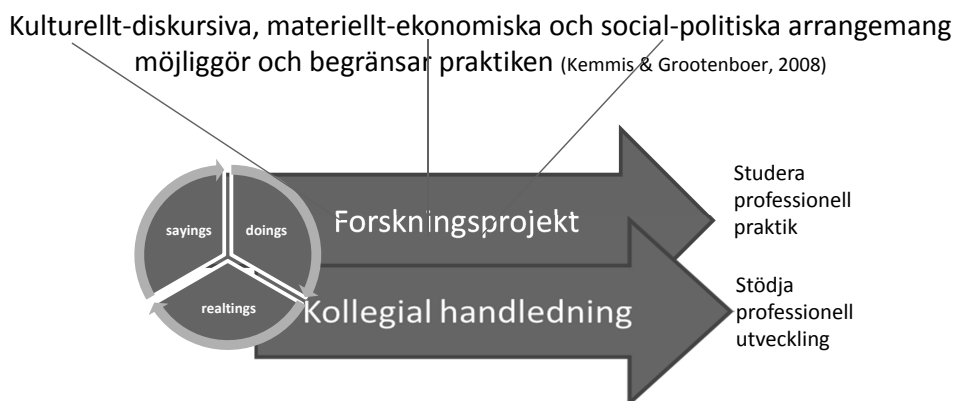 Kulturellt-diskursiva, materiellt-ekonomiska och social-politiska arrangemang
möjliggör och begränsar praktiken (Kemmis & Grootenboer, 2008)
sayings
doings
realtings
Forskningsprojekt
Kollegial handledning
Studera
professionell
praktik
Stödja
professionell
utveckling